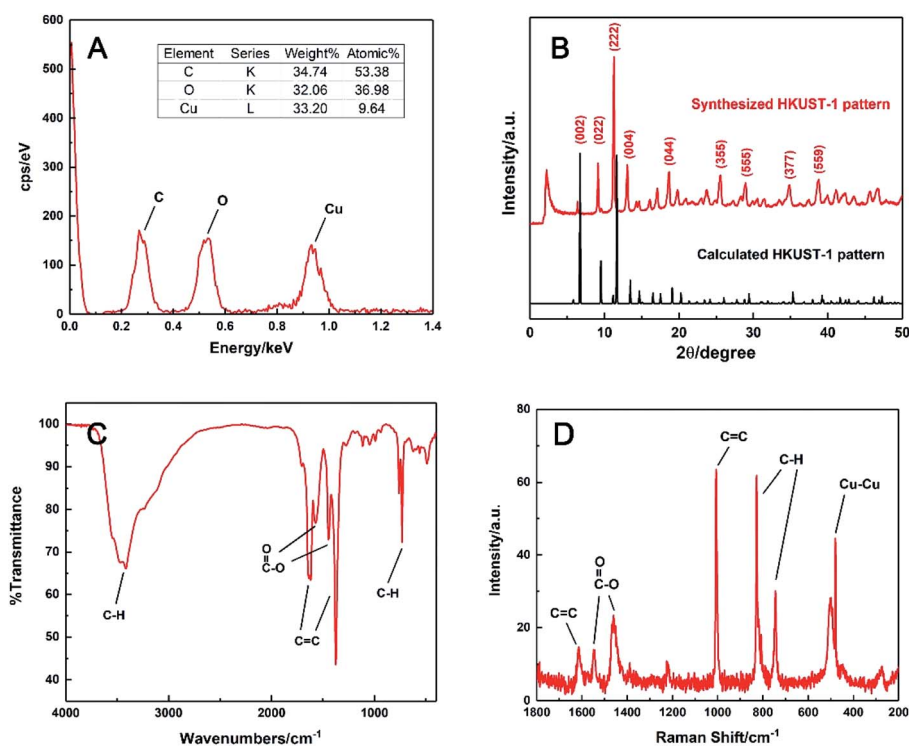 A
600
500
400
300
200
100
0
cps/eV
Element Series Weight% Atomic%
C K 34.74 53.38
O K 32.06 36.98
Cu L 33.20 9.64
C
O
Cu
0.0 0.2 0.4 0.6 0.8 1.0 1.2 1.4
Energy/keV
B
Intensity/a.u.
(002)
(022)
(222)
(004)
(044)
(355)
(555)
(377)
(559)
Synthesized HKUST-1 pattern
Calculated HKUST-1 pattern
0 10 20 30 40 50
2θ/degree
C
100
90
80
70
60
50
40
%Transmittance
C-H
O
C-O
C=C
C-H
4000 3000 2000 1000
Wavenumbers/cm-1
D
80
60
40
20
0
Intensity/a.u.
C=C
O
C-O
C=C
C-H
Cu-Cu
1800 1600 1400 1200 1000 800 600 400 200
Raman Shift/cm-1